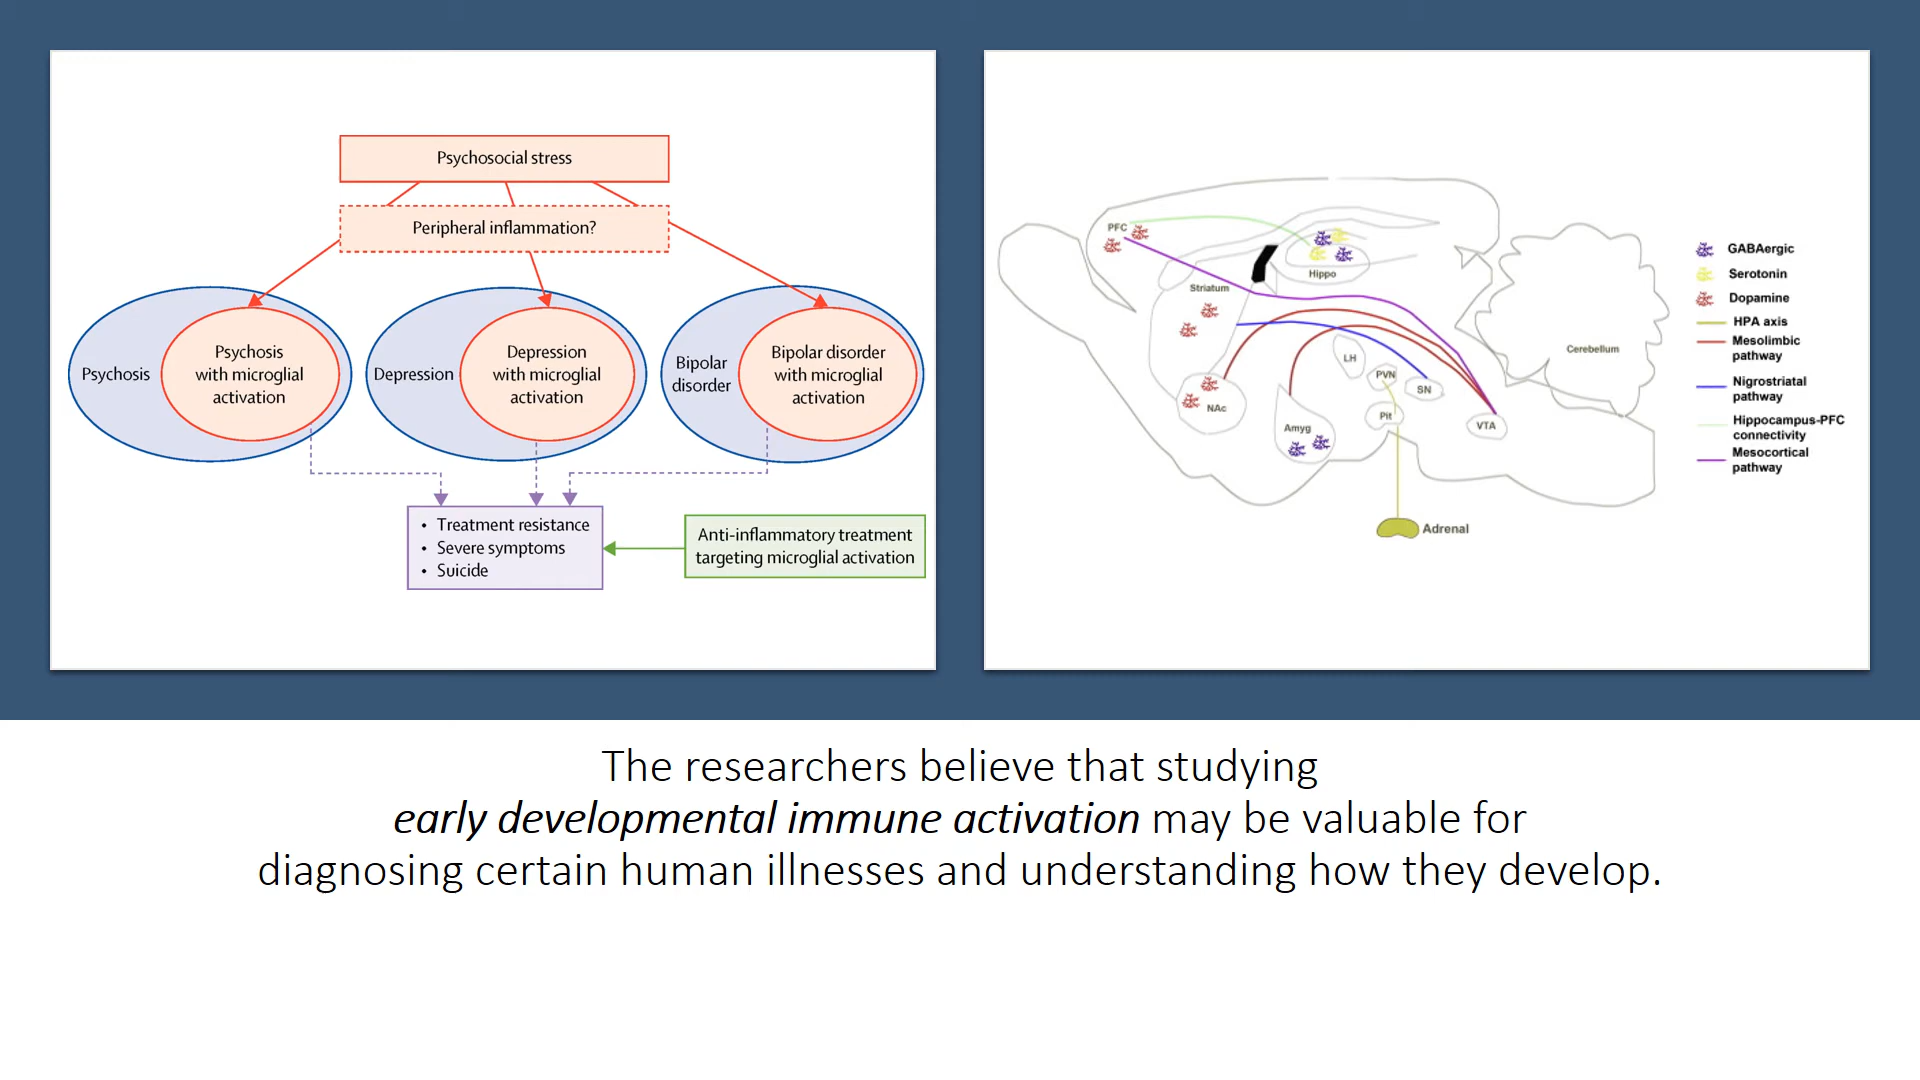 Psychosocial stress
Peripheral inflammation?
Psychosis
Psychosis
with microglial
activation
Depression
Depression
with microglial
activation
Bipolar
disorder
Bipolar disorder
with microglial
activation
• Treatment resistance
• Severe symptoms
• Suicide
Anti-inflammatory treatment
targeting microglial activation
PFC
Hippo
Striatum
LH
PVN
SN
NAc
Pit
Amyg
VTA
Cerebellum
Adrenal
GABAergic
Serotonin
Dopamine
HPA axis
Mesolimbic
pathway
Nigrostriatal
pathway
Hippocampus-PFC
connectivity
Mesocortical
pathway
The researchers believe that studying
early developmental immune activation may be valuable for
diagnosing certain human illnesses and understanding how they develop.